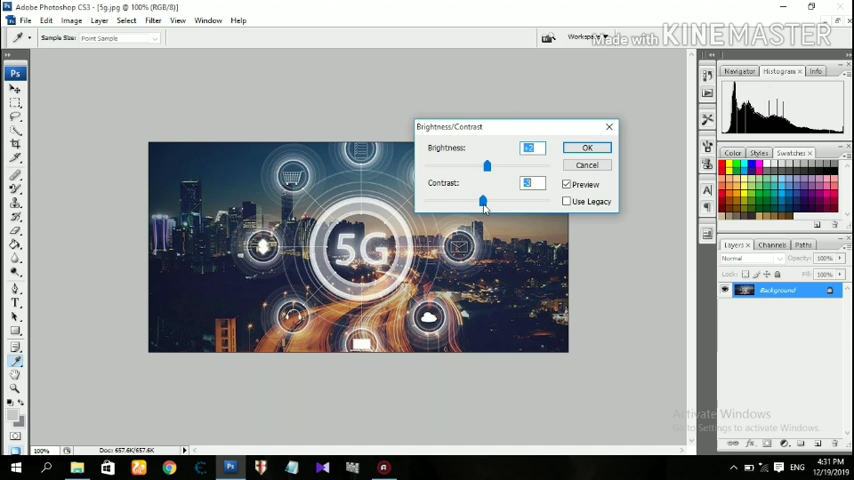 Adobe Photoshop CS3 - [5g.jpg @ 100% (RGB/8)]
File Edit Image Layer Select Filter View Window Help
Sample Size: Point Sample
Workspace
Made with KINEMASTER
Ps
Navigator Histogram Info
Brightness/Contrast
Brightness:
OK
Cancel
Contrast:
Preview
Use Legacy
Color Styles Swatches
5G
Layers Channels Paths
Normal Opacity: 100%
Lock: Fill: 100%
Background
Activate Windows
Go to Settings to activate Windows.
100% Doc: 657.6K/657.6K
ENG 4:31 PM
12/19/2019